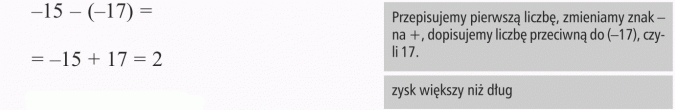 –15 – (–17) =
= –15 + 17 = 2
Przepisujemy pierwszą liczbę, zmieniamy znak –
na +, dopisujemy liczbę przeciwną do (–17), czy-
li 17.
zysk większy niż dług